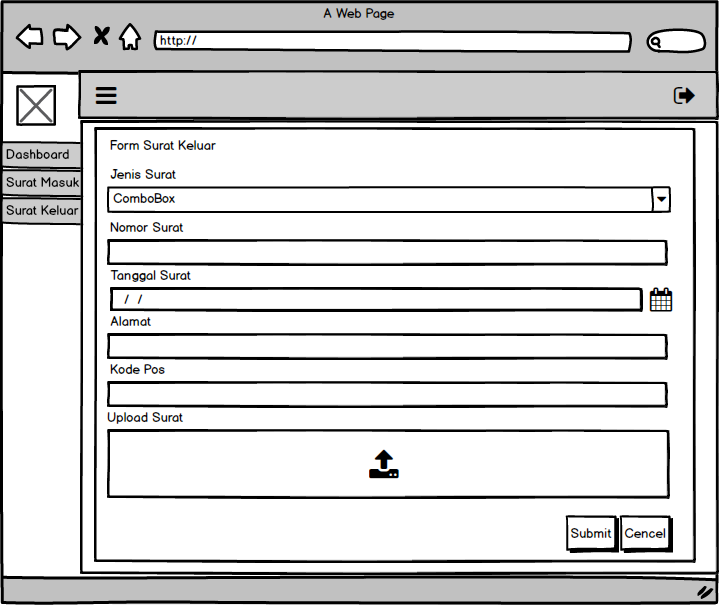 A Web Page
http://
Dashboard
Surat Masuk
Surat Keluar
Form Surat Keluar
Jenis Surat
ComboBox
Nomor Surat
Tanggal Surat
/ /
Alamat
Kode Pos
Upload Surat
Submit
Cencel